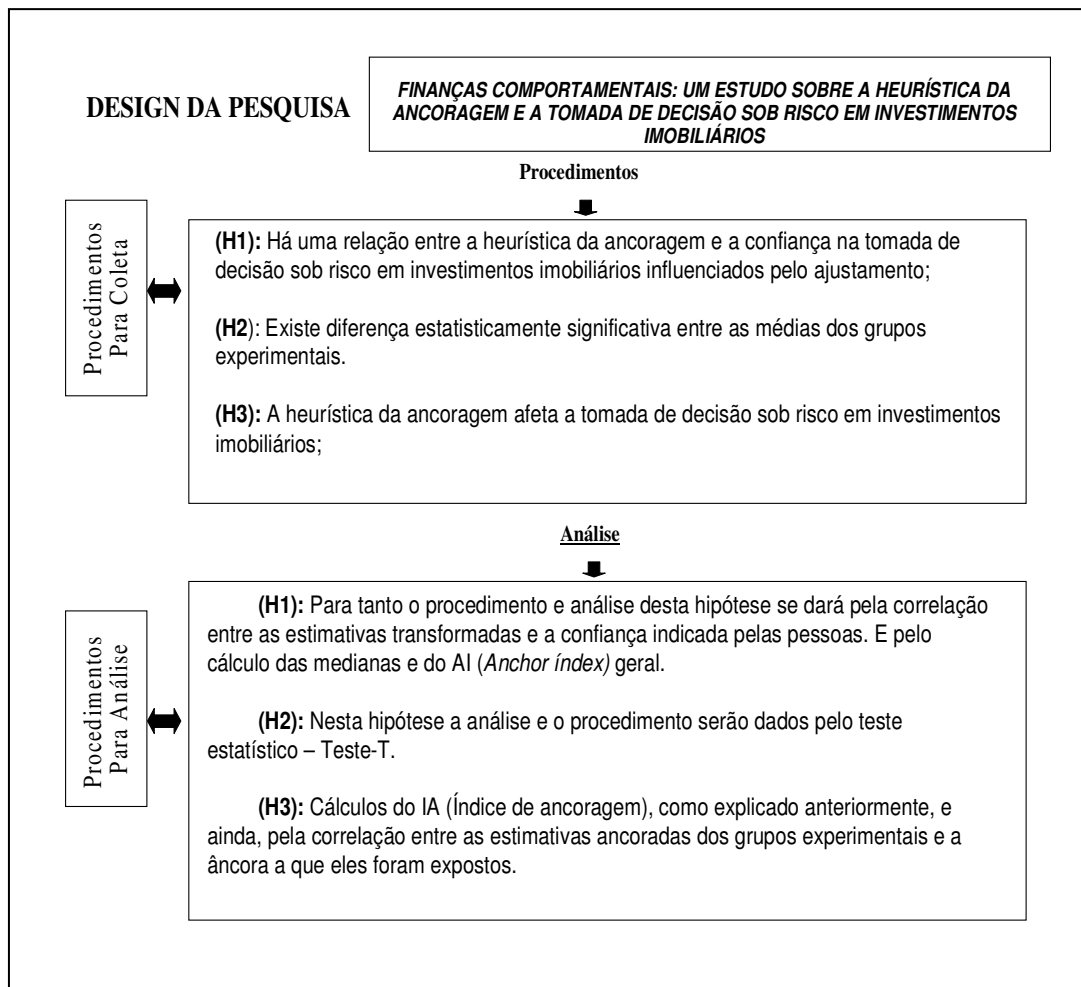 DESIGN DA PESQUISA
FINANÇAS COMPORTAMENTAIS: UM ESTUDO SOBRE A HEURÍSTICA DA
ANCORAGEM E A TOMADA DE DECISÃO SOB RISCO EM INVESTIMENTOS
IMOBILIÁRIOS
Procedimentos
Procedimentos
Para Coleta
(H1): Há uma relação entre a heurística da ancoragem e a confiança na tomada de
decisão sob risco em investimentos imobiliários influenciados pelo ajustamento;
(H2): Existe diferença estatisticamente significativa entre as médias dos grupos
experimentais.
(H3): A heurística da ancoragem afeta a tomada de decisão sob risco em investimentos
imobiliários;
Análise
Procedimentos
Para Análise
(H1): Para tanto o procedimento e análise desta hipótese se dará pela correlação
entre as estimativas transformadas e a confiança indicada pelas pessoas. E pelo
cálculo das medianas e do AI (Anchor índex) geral.
(H2): Nesta hipótese a análise e o procedimento serão dados pelo teste
estatístico – Teste-T.
(H3): Cálculos do IA (Índice de ancoragem), como explicado anteriormente, e
ainda, pela correlação entre as estimativas ancoradas dos grupos experimentais e a
âncora a que eles foram expostos.